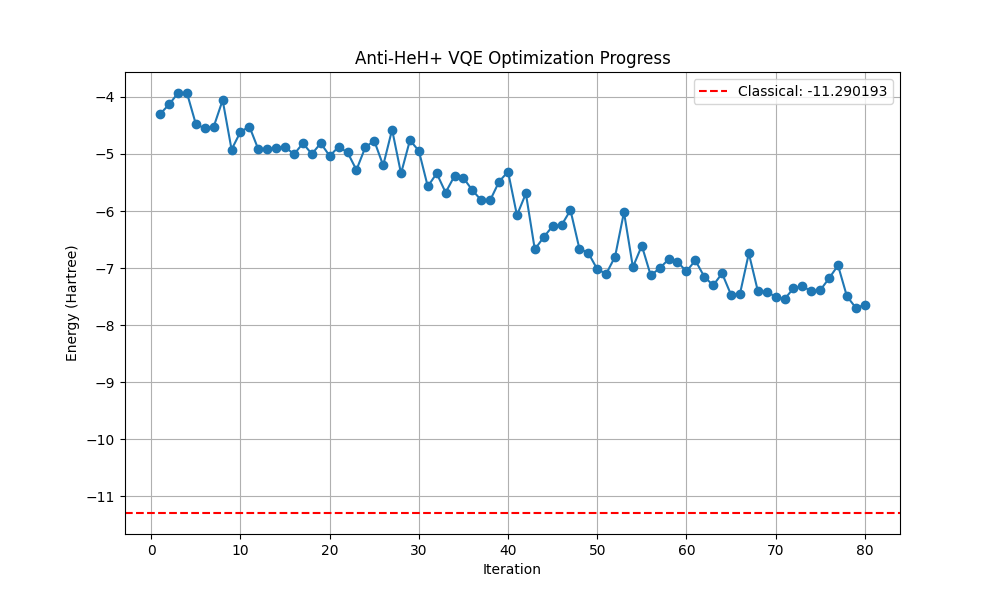 Anti-HeH+ VQE Optimization Progress
Classical: -11.290193
Energy (Hartree)
−4
−5
−6
−7
−8
−9
−10
−11
0 10 20 30 40 50 60 70 80
Iteration